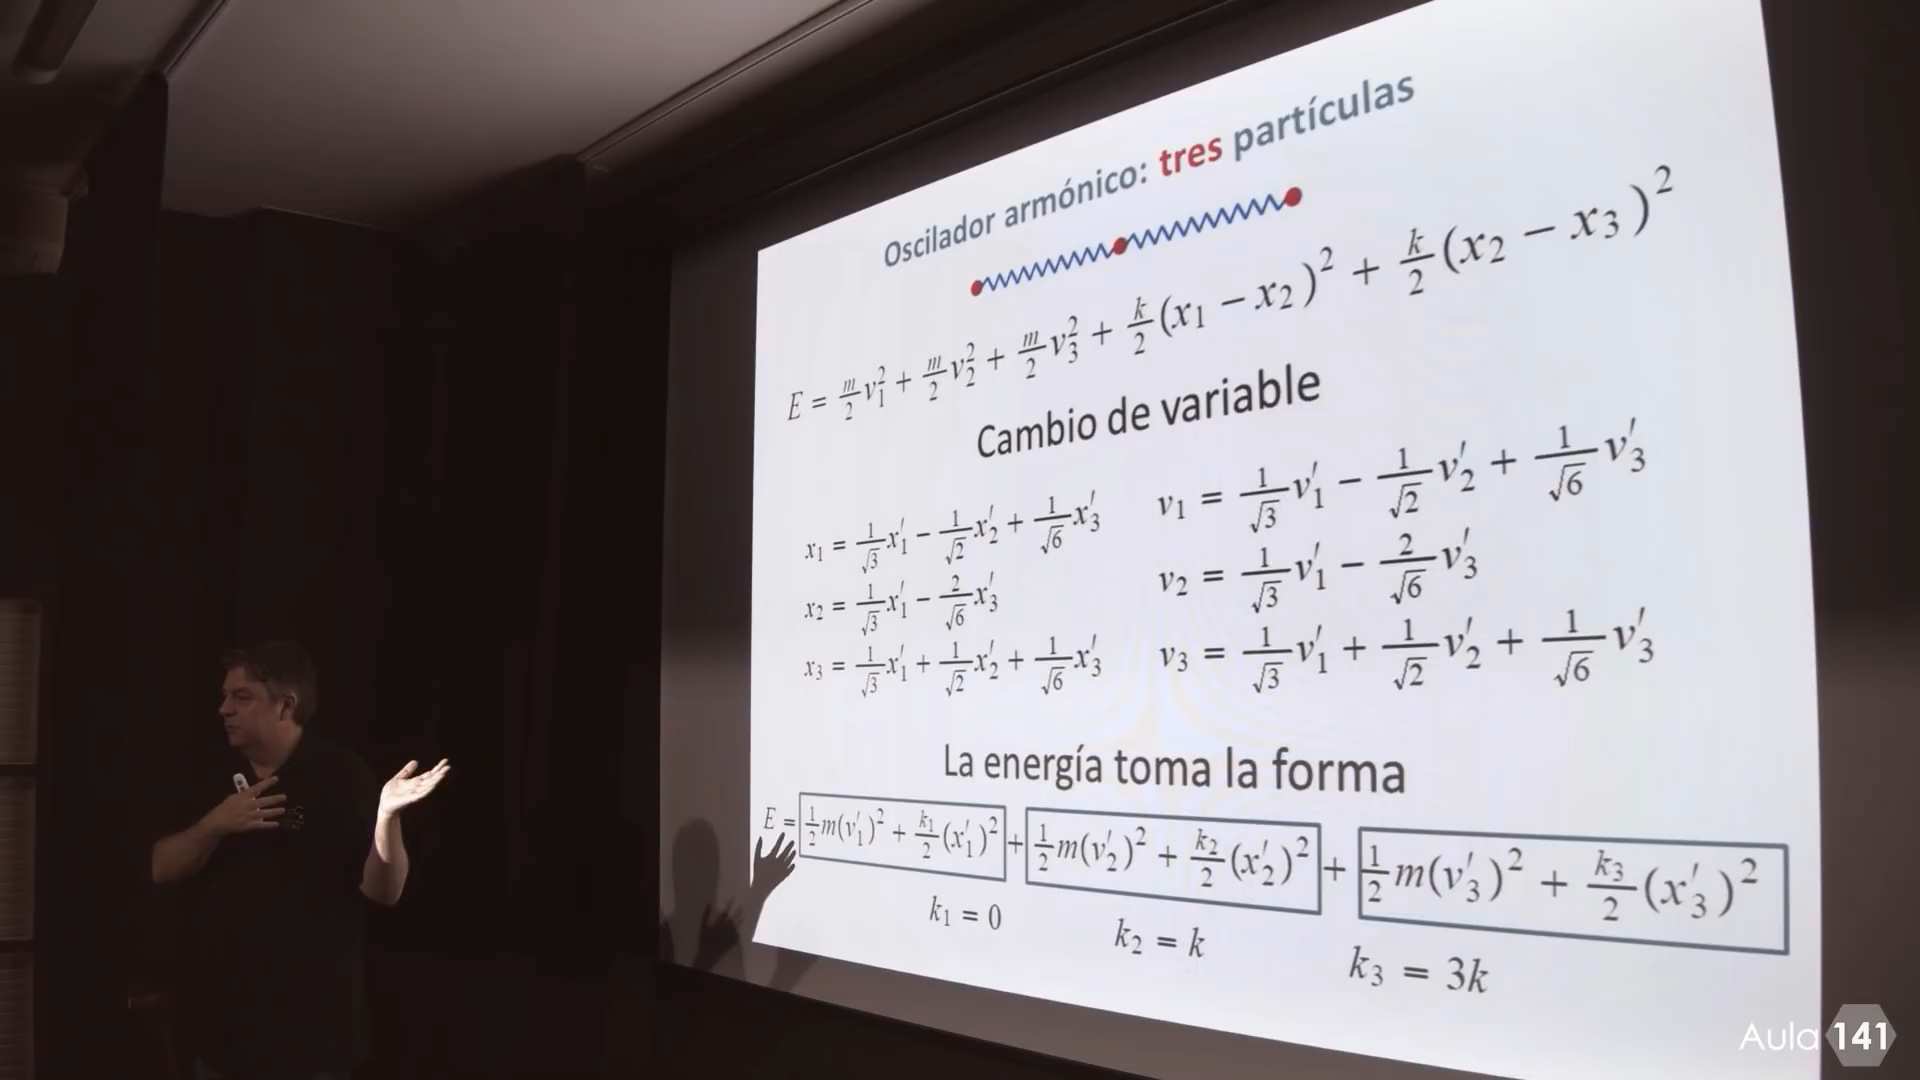 Oscilador armónico: tres partículas
E = m/2 v₁² + m/2 v₂² + m/2 v₃² + k/2 (x₁ − x₂)² + k/2 (x₂ − x₃)²
Cambio de variable
x₁ = 1/√3 x′₁ − 1/√2 x′₂ + 1/√6 x′₃
x₂ = 1/√3 x′₁ − 2/√6 x′₃
x₃ = 1/√3 x′₁ + 1/√2 x′₂ + 1/√6 x′₃
v₁ = 1/√3 v′₁ − 1/√2 v′₂ + 1/√6 v′₃
v₂ = 1/√3 v′₁ − 2/√6 v′₃
v₃ = 1/√3 v′₁ + 1/√2 v′₂ + 1/√6 v′₃
La energía toma la forma
E = 1/2 m(v′₁)² + k₁/2 (x′₁)² + 1/2 m(v′₂)² + k₂/2 (x′₂)² + 1/2 m(v′₃)² + k₃/2 (x′₃)²
k₁ = 0
k₂ = k
k₃ = 3k
Aula 141